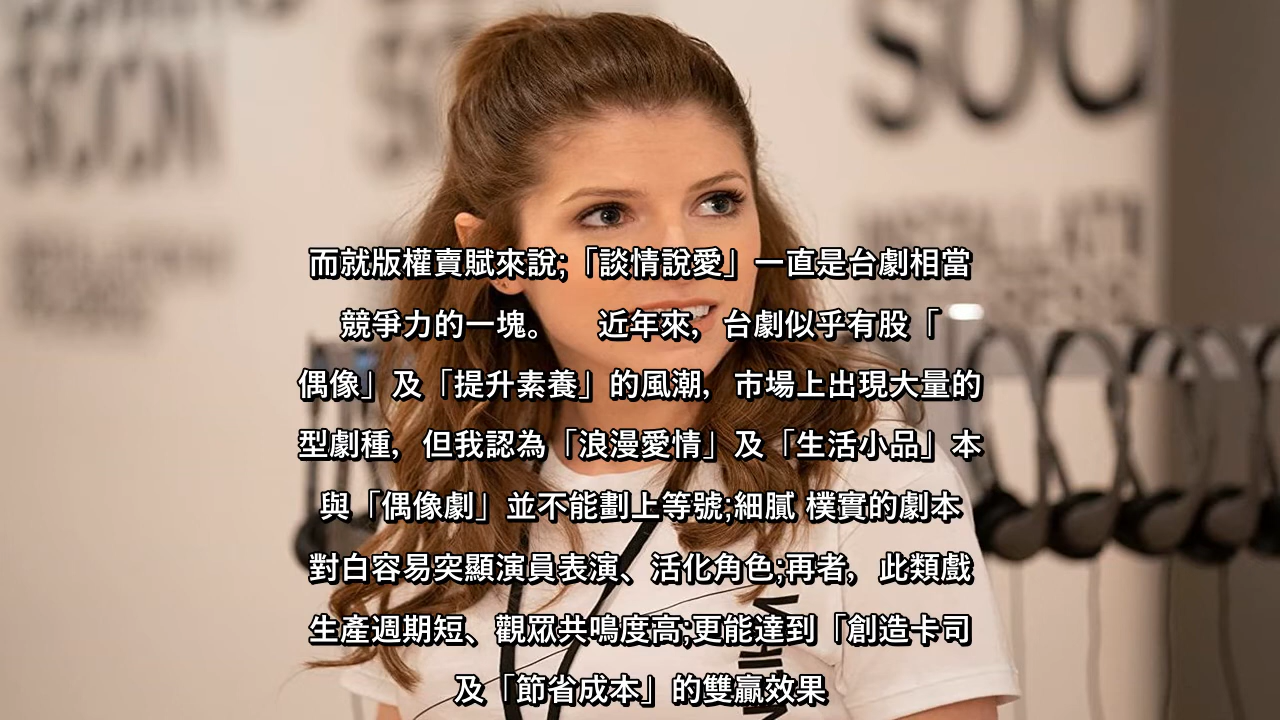 SOO
而就版權賣賦來說;「談情說愛」一直是台劇相當
競爭力的一塊。　近年來，台劇似乎有股「
偶像」及「提升素養」的風潮，市場上出現大量的
型劇種，但我認為「浪漫愛情」及「生活小品」本
與「偶像劇」並不能劃上等號;細膩 樸實的劇本
對白容易突顯演員表演、活化角色;再者，此類戲
生產週期短、觀眾共鳴度高;更能達到「創造卡司
及「節省成本」的雙贏效果